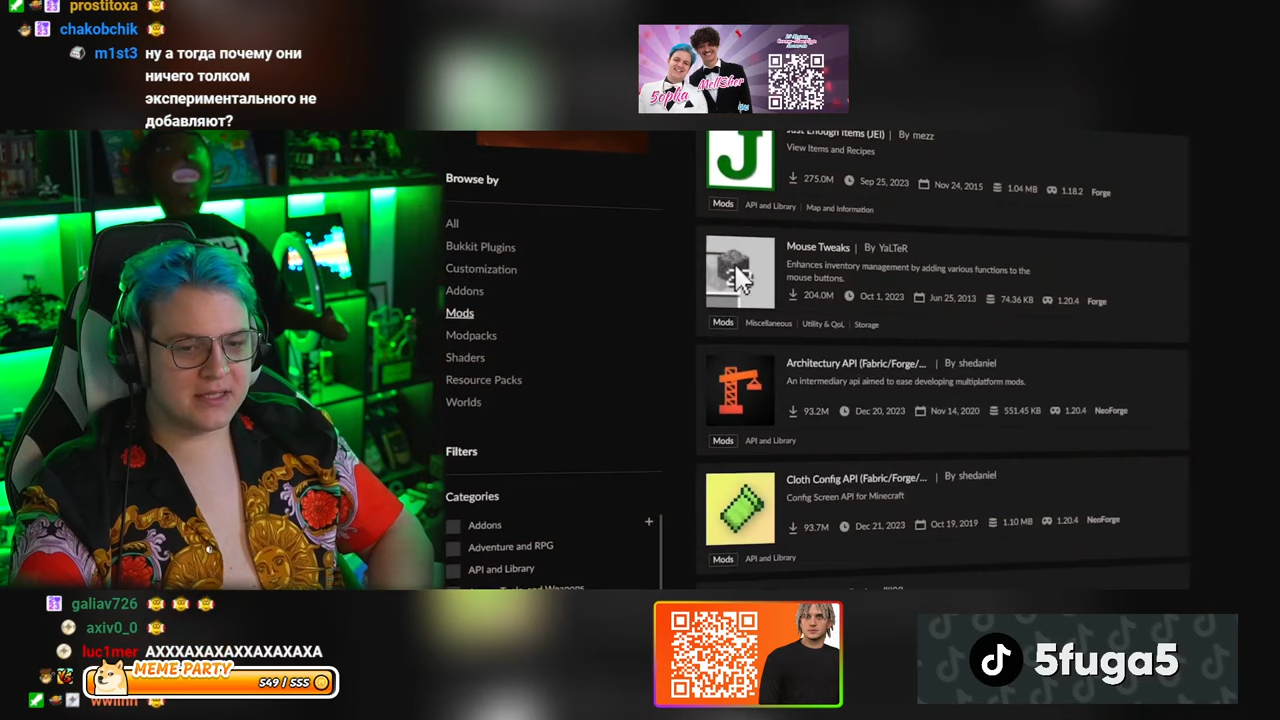 prostitoxa
chakobchik
m1st3 ну а тогда почему они
ничего толком
экспериментального не
добавляют?
5opka
MellSher
Browse by
All
Bukkit Plugins
Customization
Addons
Mods
Modpacks
Shaders
Resource Packs
Worlds
Filters
Categories
Addons
Adventure and RPG
API and Library
Just Enough Items (JEI) | By mezz
View Items and Recipes
275.0M Sep 25, 2023 Nov 24, 2015 1.04 MB 1.18.2 Forge
Mods API and Library | Map and Information
Mouse Tweaks | By YaLTeR
Enhances inventory management by adding various functions to the
mouse buttons.
204.0M Oct 1, 2023 Jun 25, 2013 74.36 KB 1.20.4 Forge
Mods Miscellaneous | Utility & QoL | Storage
Architectury API (Fabric/Forge/... | By shedaniel
An intermediary api aimed to ease developing multiplatform mods.
93.2M Dec 20, 2023 Nov 14, 2020 551.45 KB 1.20.4 NeoForge
Mods API and Library
Cloth Config API (Fabric/Forge/... | By shedaniel
Config Screen API for Minecraft
93.7M Dec 21, 2023 Oct 19, 2019 1.10 MB 1.20.4 NeoForge
Mods API and Library
galiav726
axiv0_0
luc1mer АХХХАХАХАХХАХАХАХА
MEME PARTY
549 / 555
5fuga5